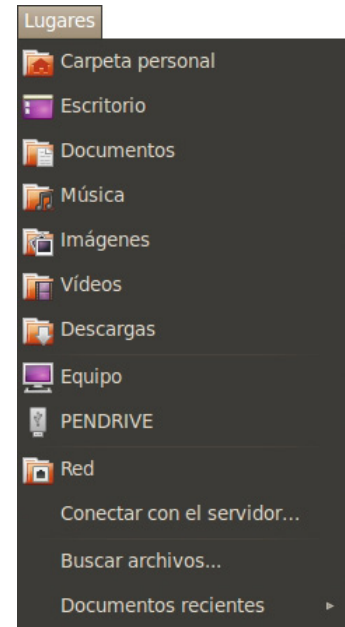 Lugares
Carpeta personal
Escritorio
Documentos
Música
Imágenes
Vídeos
Descargas
Equipo
PENDRIVE
Red
Conectar con el servidor...
Buscar archivos...
Documentos recientes